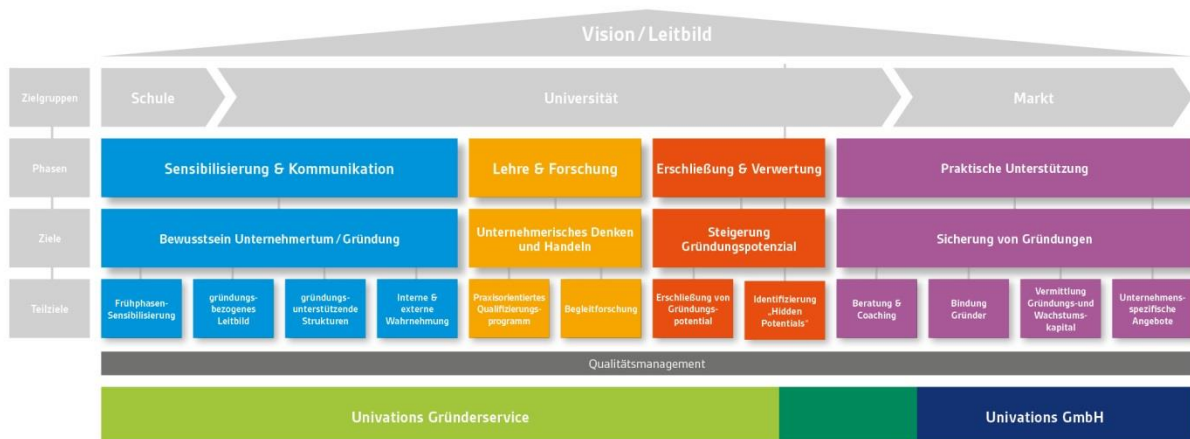 Vision / Leitbild
Zielgruppen
Schule
Universität
Markt
Phasen
Sensibilisierung & Kommunikation
Lehre & Forschung
Erschließung & Verwertung
Praktische Unterstützung
Ziele
Bewusstsein Unternehmertum / Gründung
Unternehmerisches Denken
und Handeln
Steigerung
Gründungspotenzial
Sicherung von Gründungen
Teilziele
Frühphasen-
Sensibilisierung
gründungs-
bezogenes
Leitbild
gründungs-
unterstützende
Strukturen
Interne &
externe
Wahrnehmung
Praxisorientiertes
Qualifizierungs-
programm
Begleitforschung
Erschließung von
Gründungs-
potential
Identifizierung
„Hidden
Potentials“
Beratung &
Coaching
Bindung
Gründer
Vermittlung
Gründungs-und
Wachstums-
kapital
Unternehmens-
spezifische
Angebote
Qualitätsmanagement
Univations Gründerservice
Univations GmbH